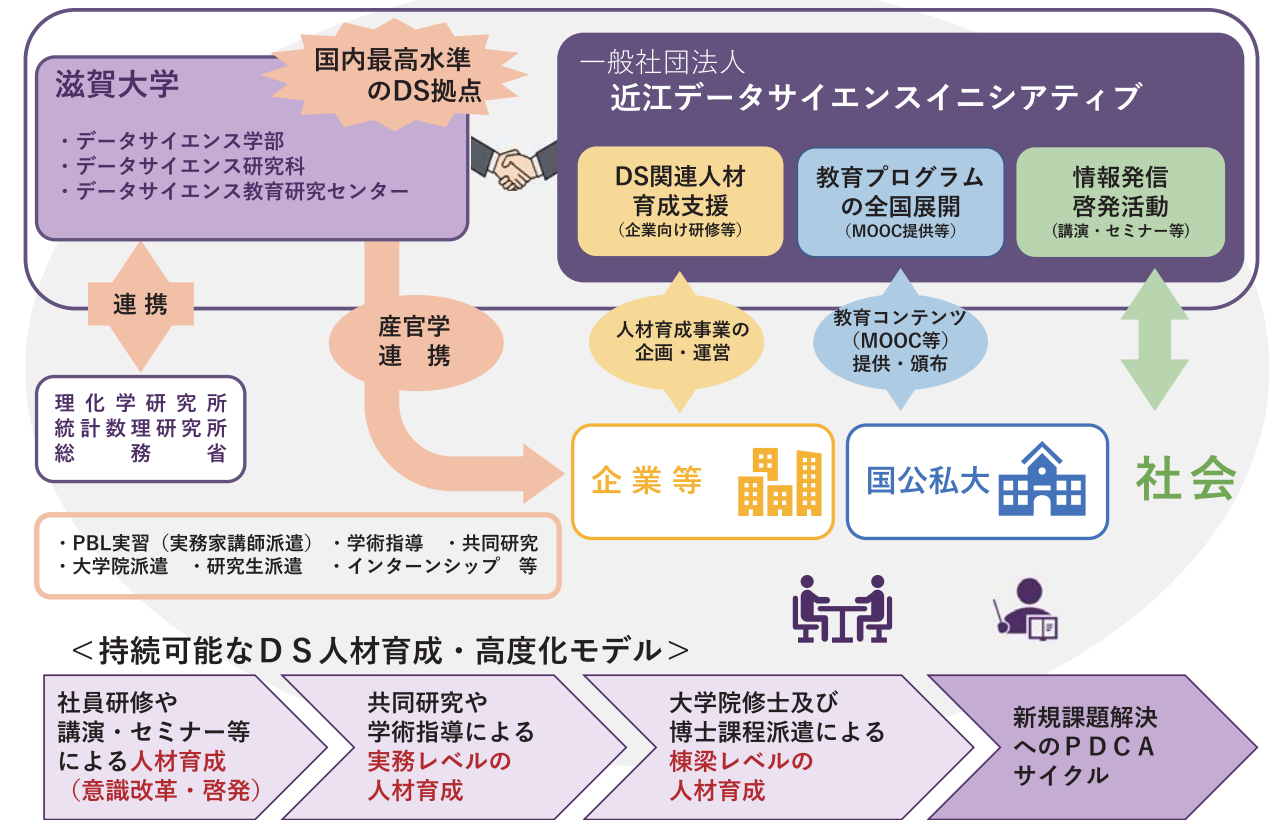 滋賀大学
・データサイエンス学部
・データサイエンス研究科
・データサイエンス教育研究センター
国内最高水準
のDS拠点
一般社団法人
近江データサイエンスイニシアティブ
DS関連人材
育成支援
(企業向け研修等)
教育プログラム
の全国展開
(MOOC提供等)
情報発信
啓発活動
(講演・セミナー等)
連携
産官学
連携
人材育成事業の
企画・運営
教育コンテンツ
(MOOC等)
提供・頒布
理化学研究所
統計数理研究所
総務省
企業等
国公私大
社会
・PBL実習（実務家講師派遣） ・学術指導 ・共同研究
・大学院派遣 ・研究生派遣 ・インターンシップ 等
＜持続可能なＤＳ人材育成・高度化モデル＞
社員研修や
講演・セミナー等
による人材育成
（意識改革・啓発）
共同研究や
学術指導による
実務レベルの
人材育成
大学院修士及び
博士課程派遣による
棟梁レベルの
人材育成
新規課題解決
へのＰＤＣＡ
サイクル